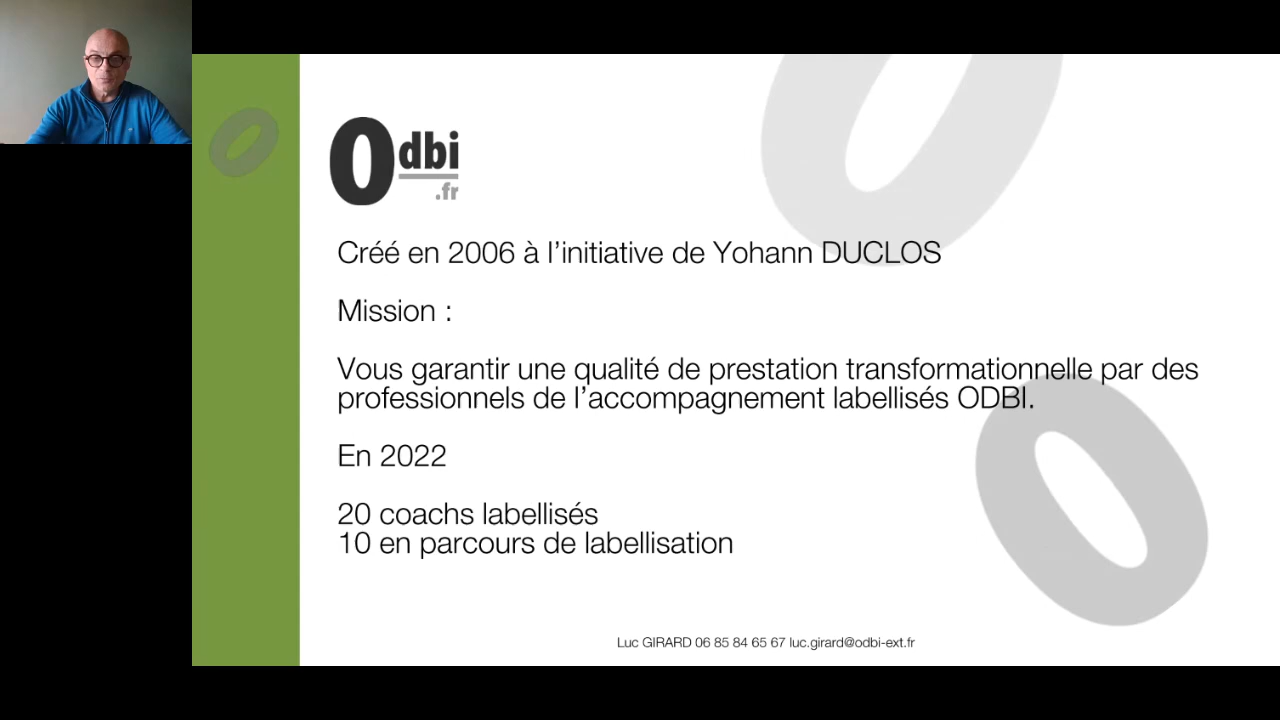 Odbi
.fr
Créé en 2006 à l’initiative de Yohann DUCLOS
Mission :
Vous garantir une qualité de prestation transformationnelle par des
professionnels de l’accompagnement labellisés ODBI.
En 2022
20 coachs labellisés
10 en parcours de labellisation
Luc GIRARD 06 85 84 65 67 luc.girard@odbi-ext.fr